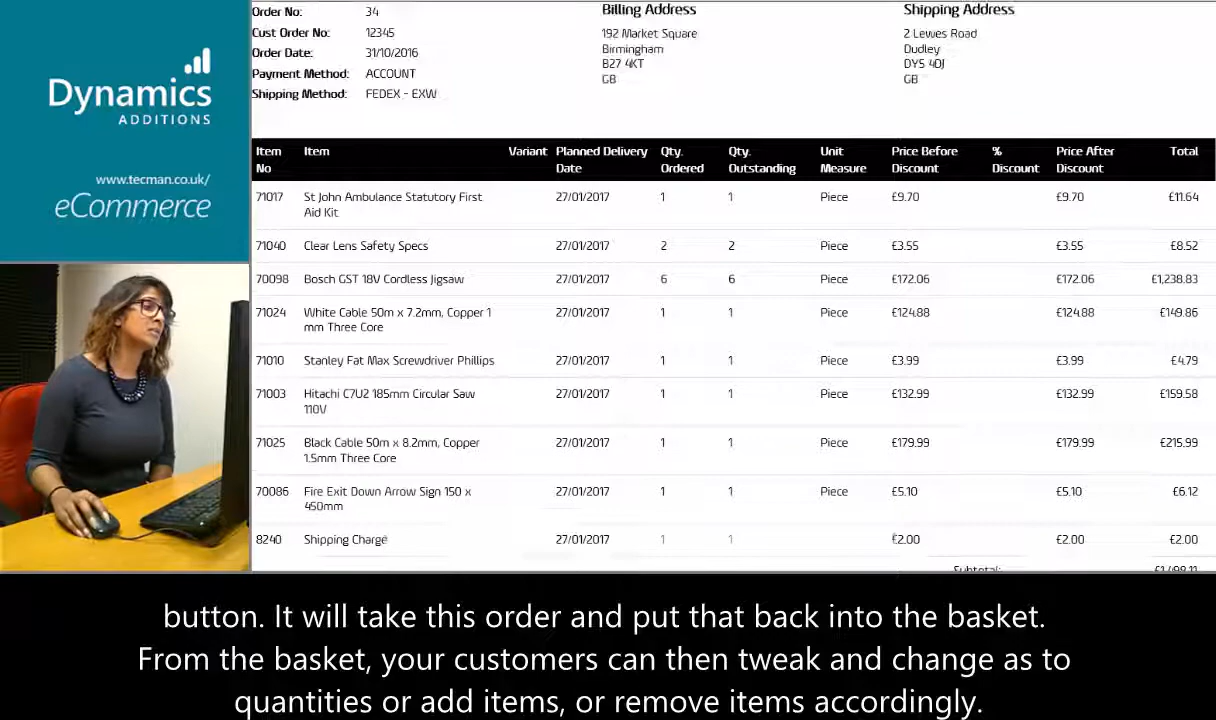 Dynamics
ADDITIONS
www.tecman.co.uk/
eCommerce
Order No: 34
Cust Order No: 12345
Order Date: 31/10/2016
Payment Method: ACCOUNT
Shipping Method: FEDEX - EXW
Billing Address
192 Market Square
Birmingham
B27 4KT
GB
Shipping Address
2 Lewes Road
Dudley
DY5 4DJ
GB
Item No Item Variant Planned Delivery Date Qty. Ordered Qty. Outstanding Unit Measure Price Before Discount % Discount Price After Discount Total
71017 St John Ambulance Statutory First 27/01/2017 1 1 Piece £9.70 £9.70 £11.64
Aid Kit
71040 Clear Lens Safety Specs 27/01/2017 2 2 Piece £3.55 £3.55 £8.52
70098 Bosch GST 18V Cordless Jigsaw 27/01/2017 6 6 Piece £172.06 £172.06 £1,238.83
71024 White Cable 50m x 7.2mm, Copper 1 27/01/2017 1 1 Piece £124.88 £124.88 £149.86
mm Three Core
71010 Stanley Fat Max Screwdriver Phillips 27/01/2017 1 1 Piece £3.99 £3.99 £4.79
71003 Hitachi C7U2 185mm Circular Saw 27/01/2017 1 1 Piece £132.99 £132.99 £159.58
110V
71025 Black Cable 50m x 8.2mm, Copper 27/01/2017 1 1 Piece £179.99 £179.99 £215.99
1.5mm Three Core
70086 Fire Exit Down Arrow Sign 150 x 27/01/2017 1 1 Piece £5.10 £5.10 £6.12
450mm
8240 Shipping Charge 27/01/2017 1 1 £2.00 £2.00 £2.00
Subtotal:
button. It will take this order and put that back into the basket.
From the basket, your customers can then tweak and change as to
quantities or add items, or remove items accordingly.